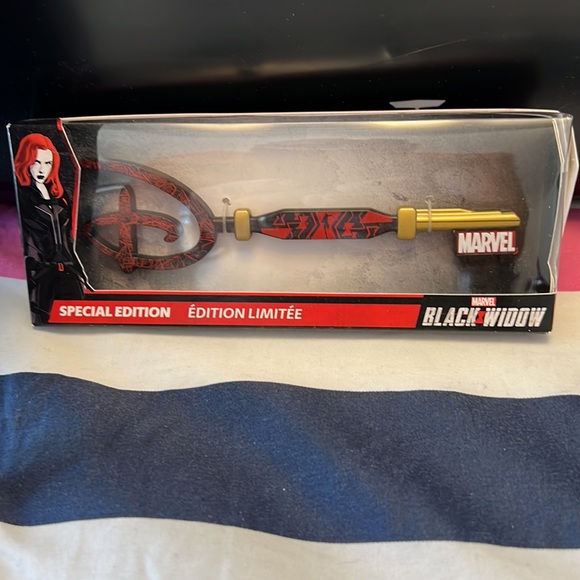 MARVEL
SPECIAL EDITION ÉDITION LIMITÉE
MARVEL
BLACK WIDOW